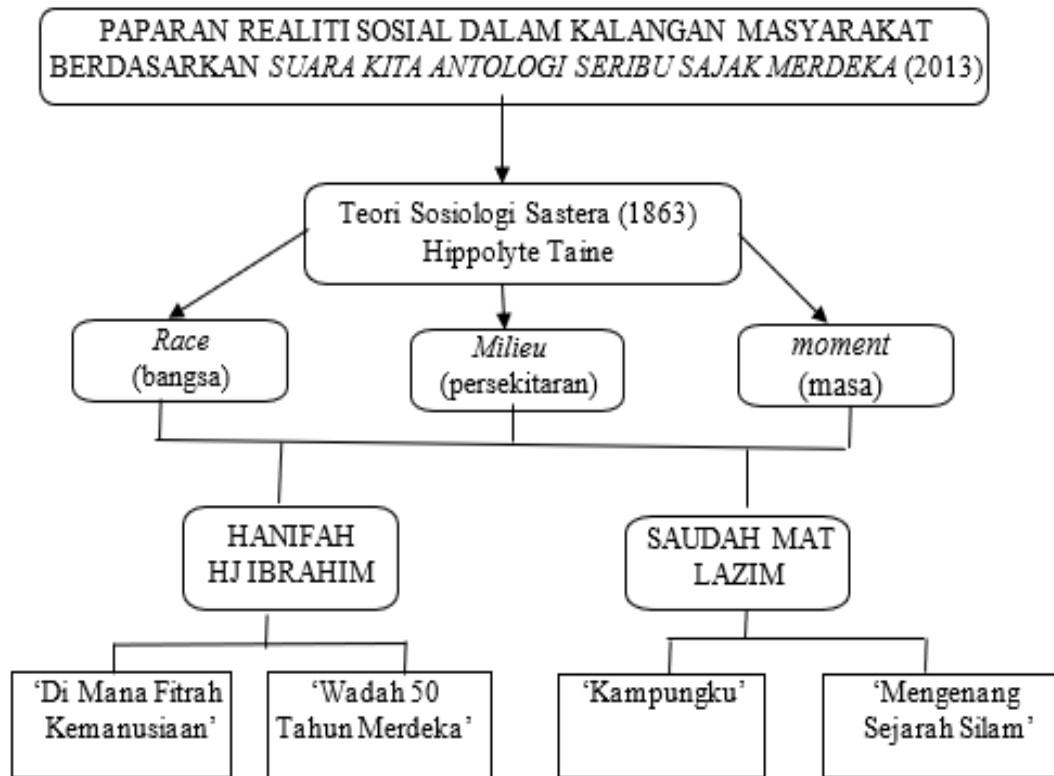 PAPARAN REALITI SOSIAL DALAM KALANGAN MASYARAKAT
BERDASARKAN SUARA KITA ANTOLOGI SERIBU SAJAK MERDEKA (2013)
Teori Sosiologi Sastera (1863)
Hippolyte Taine
Race
(bangsa)
Milieu
(persekitaran)
moment
(masa)
HANIFAH
HJ IBRAHIM
SAUDAH MAT
LAZIM
‘Di Mana Fitrah
Kemanusiaan’
‘Wadah 50
Tahun Merdeka’
‘Kampungku’
‘Mengenang
Sejarah Silam’